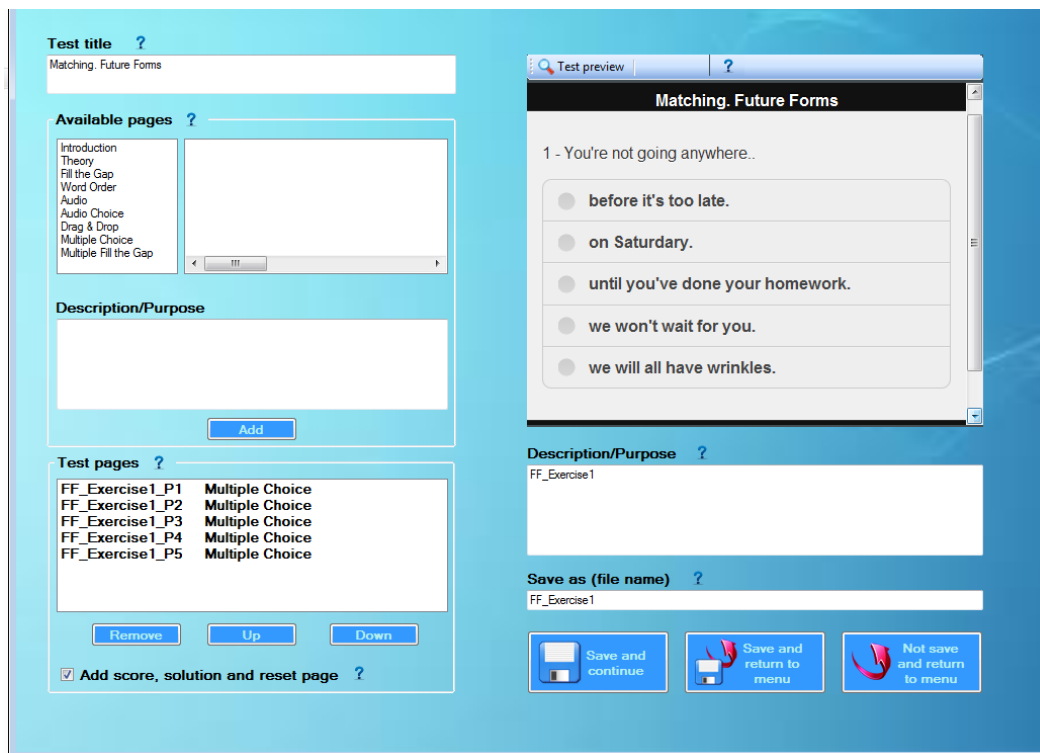 Test title ?
Matching. Future Forms
Available pages ?
Introduction
Theory
Fill the Gap
Word Order
Audio
Audio Choice
Drag & Drop
Multiple Choice
Multiple Fill the Gap
Description/Purpose
Add
Test pages ?
FF_Exercise1_P1 Multiple Choice
FF_Exercise1_P2 Multiple Choice
FF_Exercise1_P3 Multiple Choice
FF_Exercise1_P4 Multiple Choice
FF_Exercise1_P5 Multiple Choice
Remove Up Down
Add score, solution and reset page ?
Test preview ?
Matching. Future Forms
1 - You're not going anywhere..
before it's too late.
on Saturdary.
until you've done your homework.
we won't wait for you.
we will all have wrinkles.
Description/Purpose ?
FF_Exercise1
Save as (file name) ?
FF_Exercise1
Save and
continue
Save and
return to
menu
Not save
and return
to menu